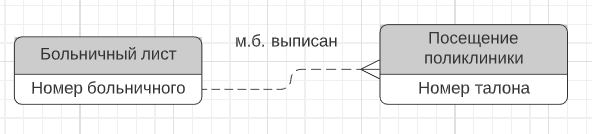 Больничный лист
Номер больничного
м.б. выписан
Посещение
поликлиники
Номер талона